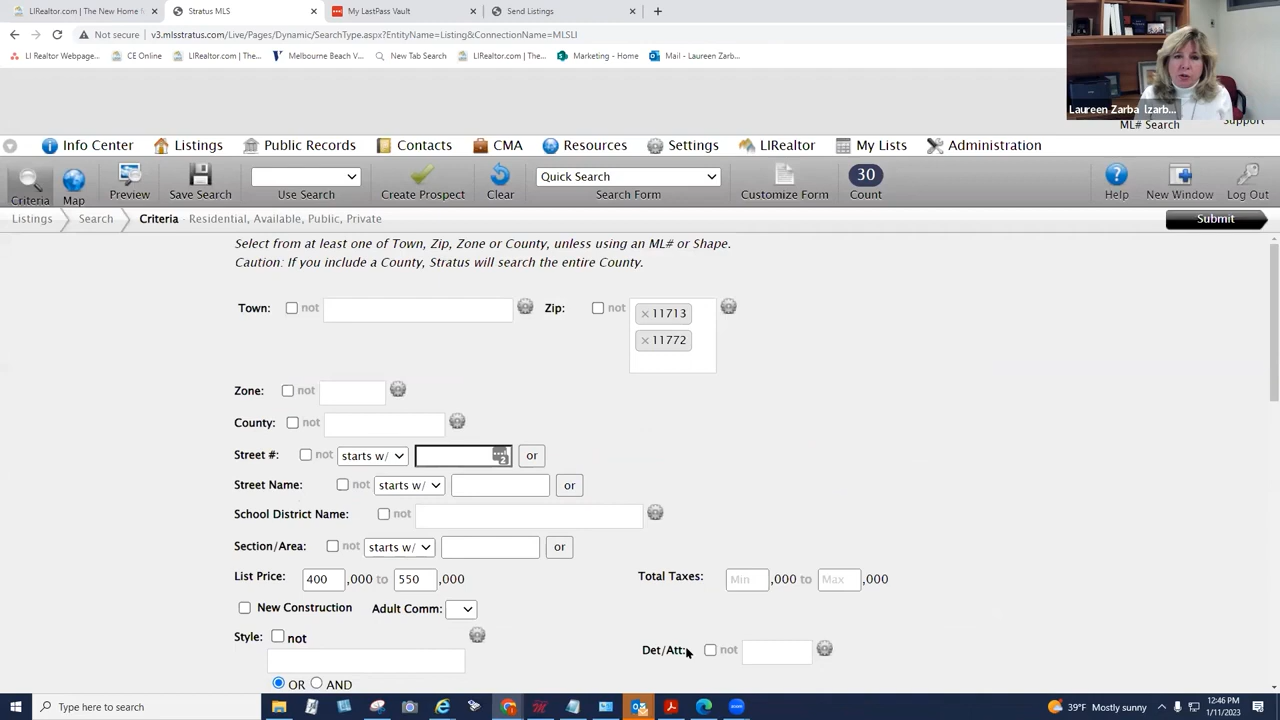 LIRealtor.com | The New Home
Stratus MLS
My LastPass Vault
Send Listings
Not secure
v3.mlsstratus.com/Live/Pages/Dynamic/SearchType.aspx?EntityNam
ConnectionName=MLSLI
LI Realtor Webpage...
CE Online
LIRealtor.com | The...
Melbourne Beach V...
New Tab Search
LIRealtor.com | The...
Marketing - Home
Mail - Laureen Zarb...
Laureen Zarba lzarb...
ML# Search
Support
Info Center
Listings
Public Records
Contacts
CMA
Resources
Settings
LIRealtor
My Lists
Administration
Criteria
Map
Preview
Save Search
Use Search
Create Prospect
Clear
Quick Search
Search Form
Customize Form
30
Count
Help
New Window
Log Out
Listings
Search
Criteria
Residential, Available, Public, Private
Submit
Select from at least one of Town, Zip, Zone or County, unless using an ML# or Shape.
Caution: If you include a County, Stratus will search the entire County.
Town: not
Zip: not
× 11713
× 11772
Zone: not
County: not
Street #: not starts w/ 2 or
Street Name: not starts w/ or
School District Name: not
Section/Area: not starts w/ or
List Price: 400 ,000 to 550 ,000
Total Taxes: Min ,000 to Max ,000
New Construction Adult Comm:
Style: not
Det/Att: not
OR AND
Type here to search
39°F Mostly sunny
12:46 PM
1/11/2023